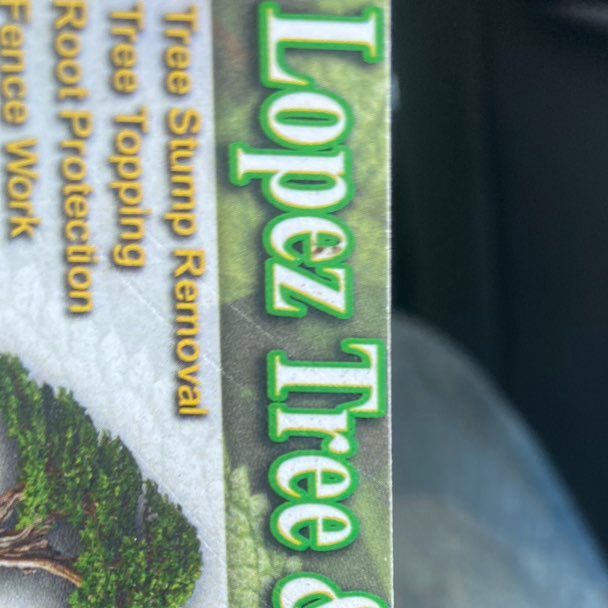 Lopez Tree &
Tree Stump Removal
Tree Topping
Root Protection
Fence Work